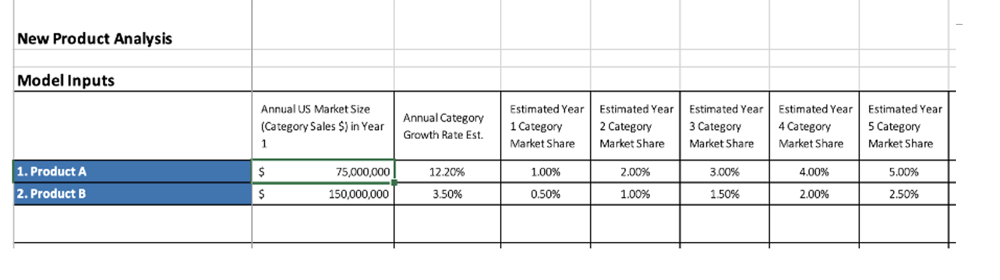 New Product Analysis
Model Inputs
Annual US Market Size
(Category Sales $) in Year
1
Annual Category
Growth Rate Est.
Estimated Year
1 Category
Market Share
Estimated Year
2 Category
Market Share
Estimated Year
3 Category
Market Share
Estimated Year
4 Category
Market Share
Estimated Year
5 Category
Market Share
1. Product A $ 75,000,000 12.20% 1.00% 2.00% 3.00% 4.00% 5.00%
2. Product B $ 150,000,000 3.50% 0.50% 1.00% 1.50% 2.00% 2.50%